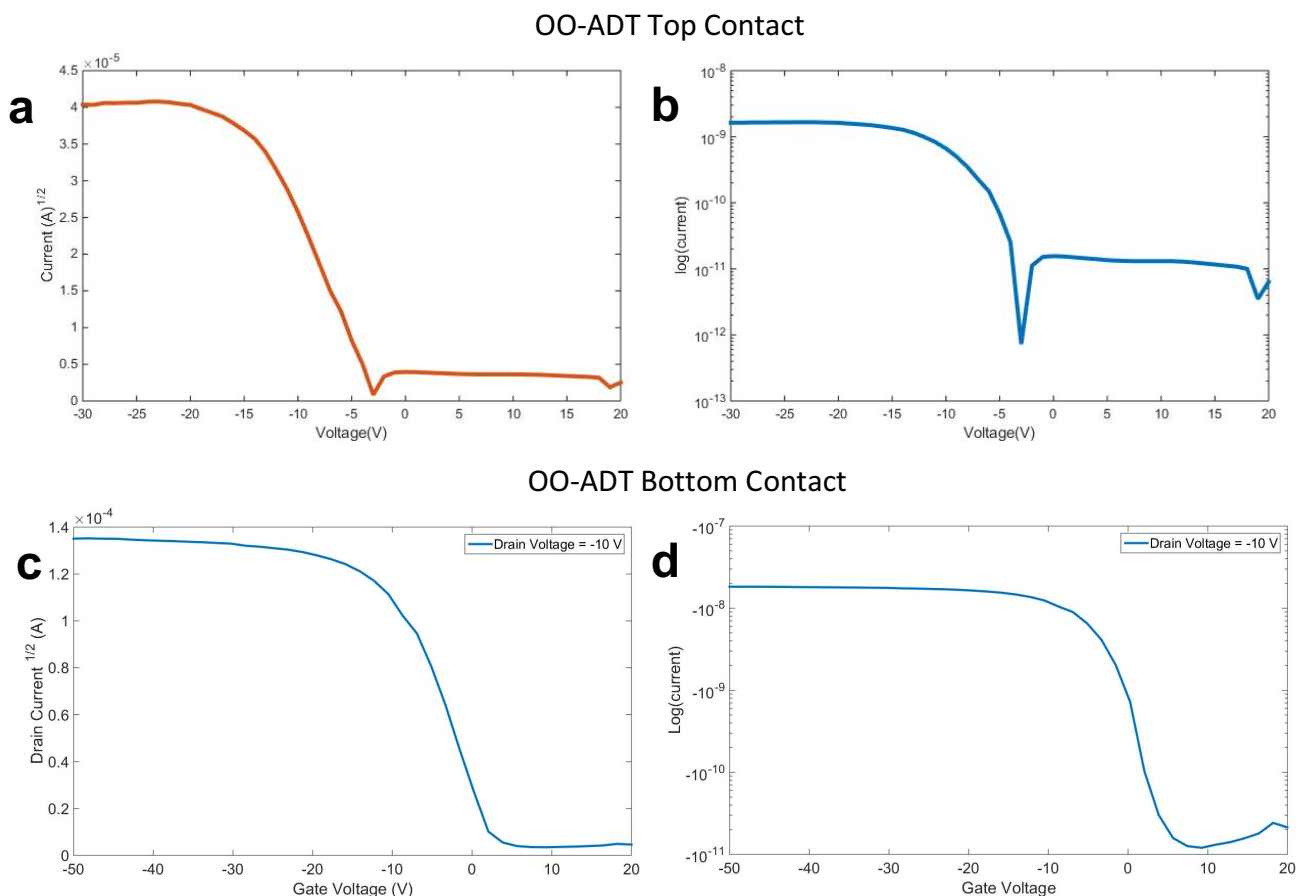 OO-ADT Top Contact
a
×10⁻⁵
4.5
4
3.5
3
2.5
2
1.5
1
0.5
0
Current (A)^1/2
-30 -25 -20 -15 -10 -5 0 5 10 15 20
Voltage(V)
b
10⁻⁸
10⁻⁹
10⁻¹⁰
10⁻¹¹
10⁻¹²
10⁻¹³
log(current)
-30 -25 -20 -15 -10 -5 0 5 10 15 20
Voltage(V)
OO-ADT Bottom Contact
c
×10⁻⁴
1.4
1.2
1
0.8
0.6
0.4
0.2
0
Drain Current ^1/2 (A)
Drain Voltage = -10 V
-50 -40 -30 -20 -10 0 10 20
Gate Voltage (V)
d
-10⁻⁷
-10⁻⁸
-10⁻⁹
-10⁻¹⁰
-10⁻¹¹
Log(current)
Drain Voltage = -10 V
-50 -40 -30 -20 -10 0 10 20
Gate Voltage